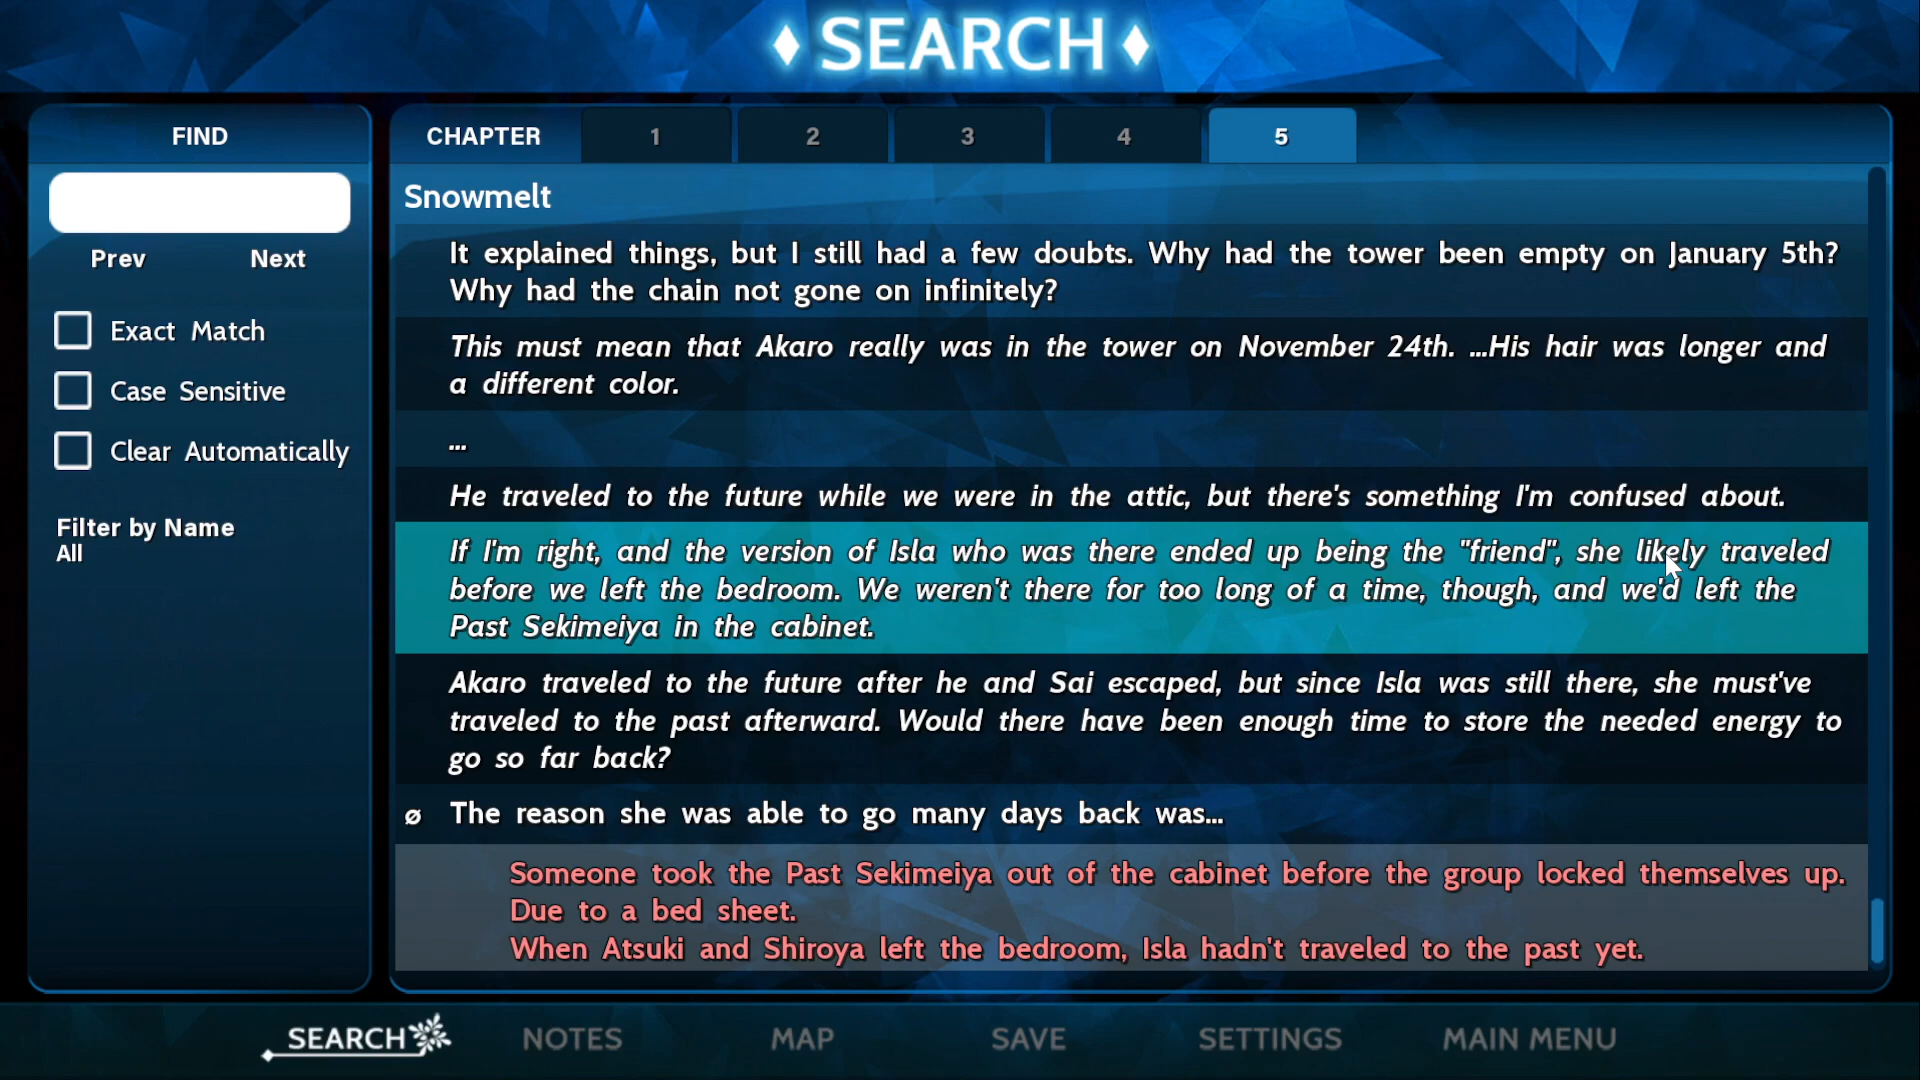 SEARCH
FIND
Prev Next
Exact Match
Case Sensitive
Clear Automatically
Filter by Name
All
CHAPTER 1 2 3 4 5
Snowmelt
It explained things, but I still had a few doubts. Why had the tower been empty on January 5th?
Why had the chain not gone on infinitely?
This must mean that Akaro really was in the tower on November 24th. ...His hair was longer and
a different color.
...
He traveled to the future while we were in the attic, but there's something I'm confused about.
If I'm right, and the version of Isla who was there ended up being the "friend", she likely traveled
before we left the bedroom. We weren't there for too long of a time, though, and we'd left the
Past Sekimeiya in the cabinet.
Akaro traveled to the future after he and Sai escaped, but since Isla was still there, she must've
traveled to the past afterward. Would there have been enough time to store the needed energy to
go so far back?
ø The reason she was able to go many days back was...
Someone took the Past Sekimeiya out of the cabinet before the group locked themselves up.
Due to a bed sheet.
When Atsuki and Shiroya left the bedroom, Isla hadn't traveled to the past yet.
SEARCH NOTES MAP SAVE SETTINGS MAIN MENU